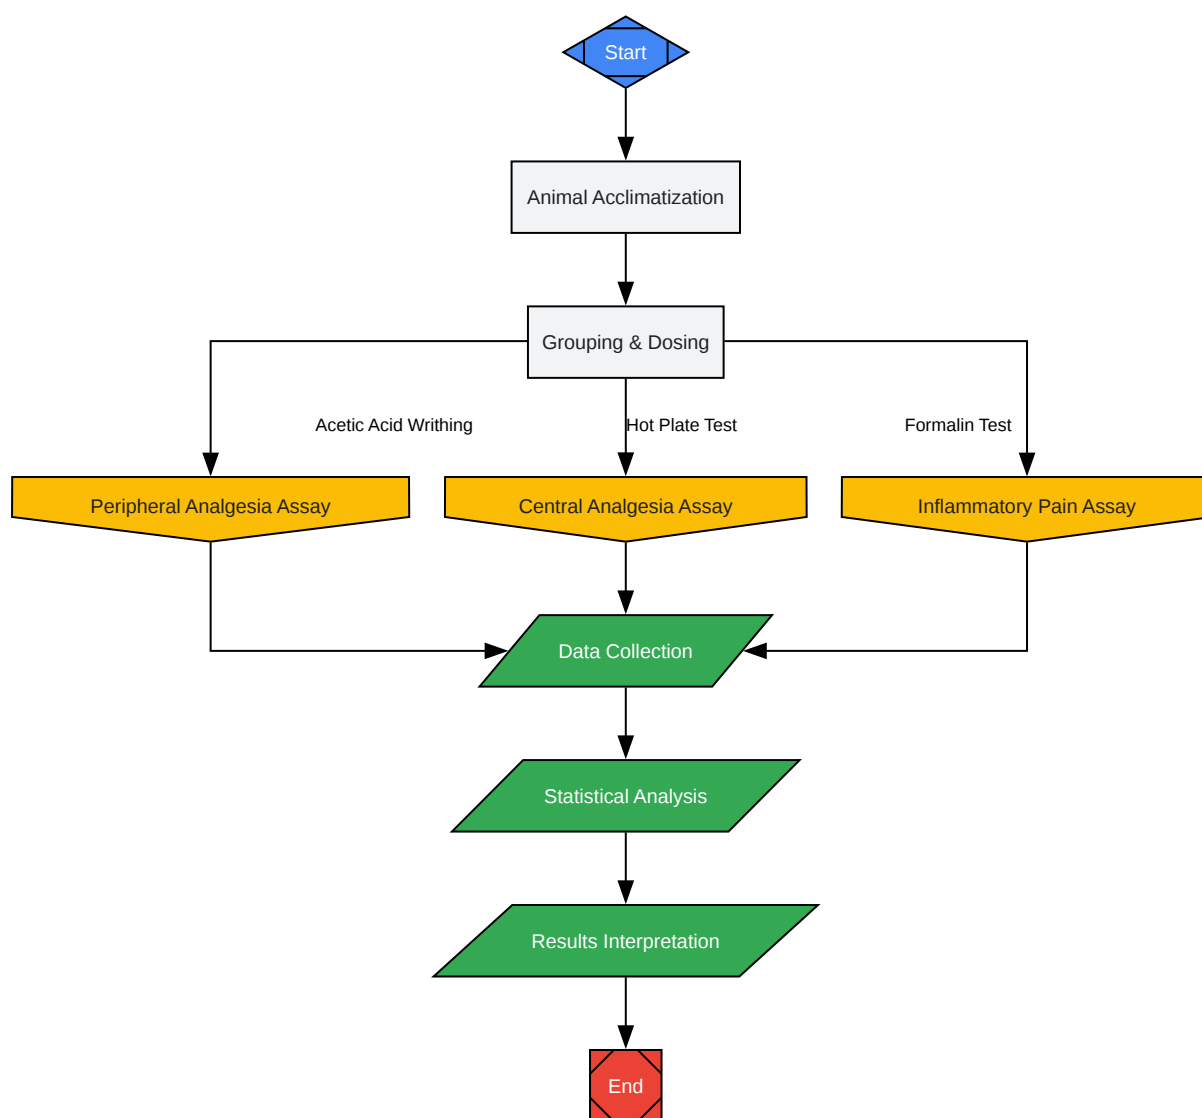 Start
Animal Acclimatization
Grouping & Dosing
Acetic Acid Writhing
Hot Plate Test
Formalin Test
Peripheral Analgesia Assay
Central Analgesia Assay
Inflammatory Pain Assay
Data Collection
Statistical Analysis
Results Interpretation
End